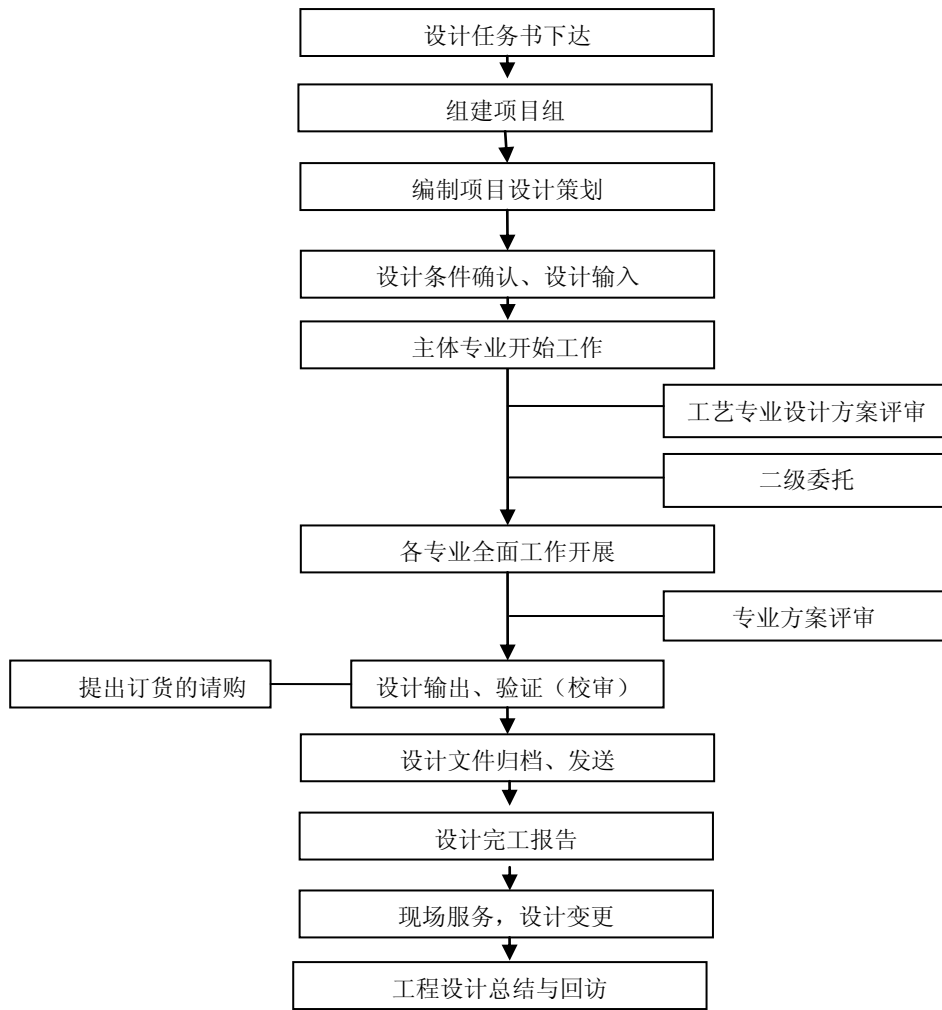 设计任务书下达
组建项目组
编制项目设计策划
设计条件确认、设计输入
主体专业开始工作
工艺专业设计方案评审
二级委托
各专业全面工作开展
专业方案评审
提出订货的请购
设计输出、验证（校审）
设计文件归档、发送
设计完工报告
现场服务，设计变更
工程设计总结与回访